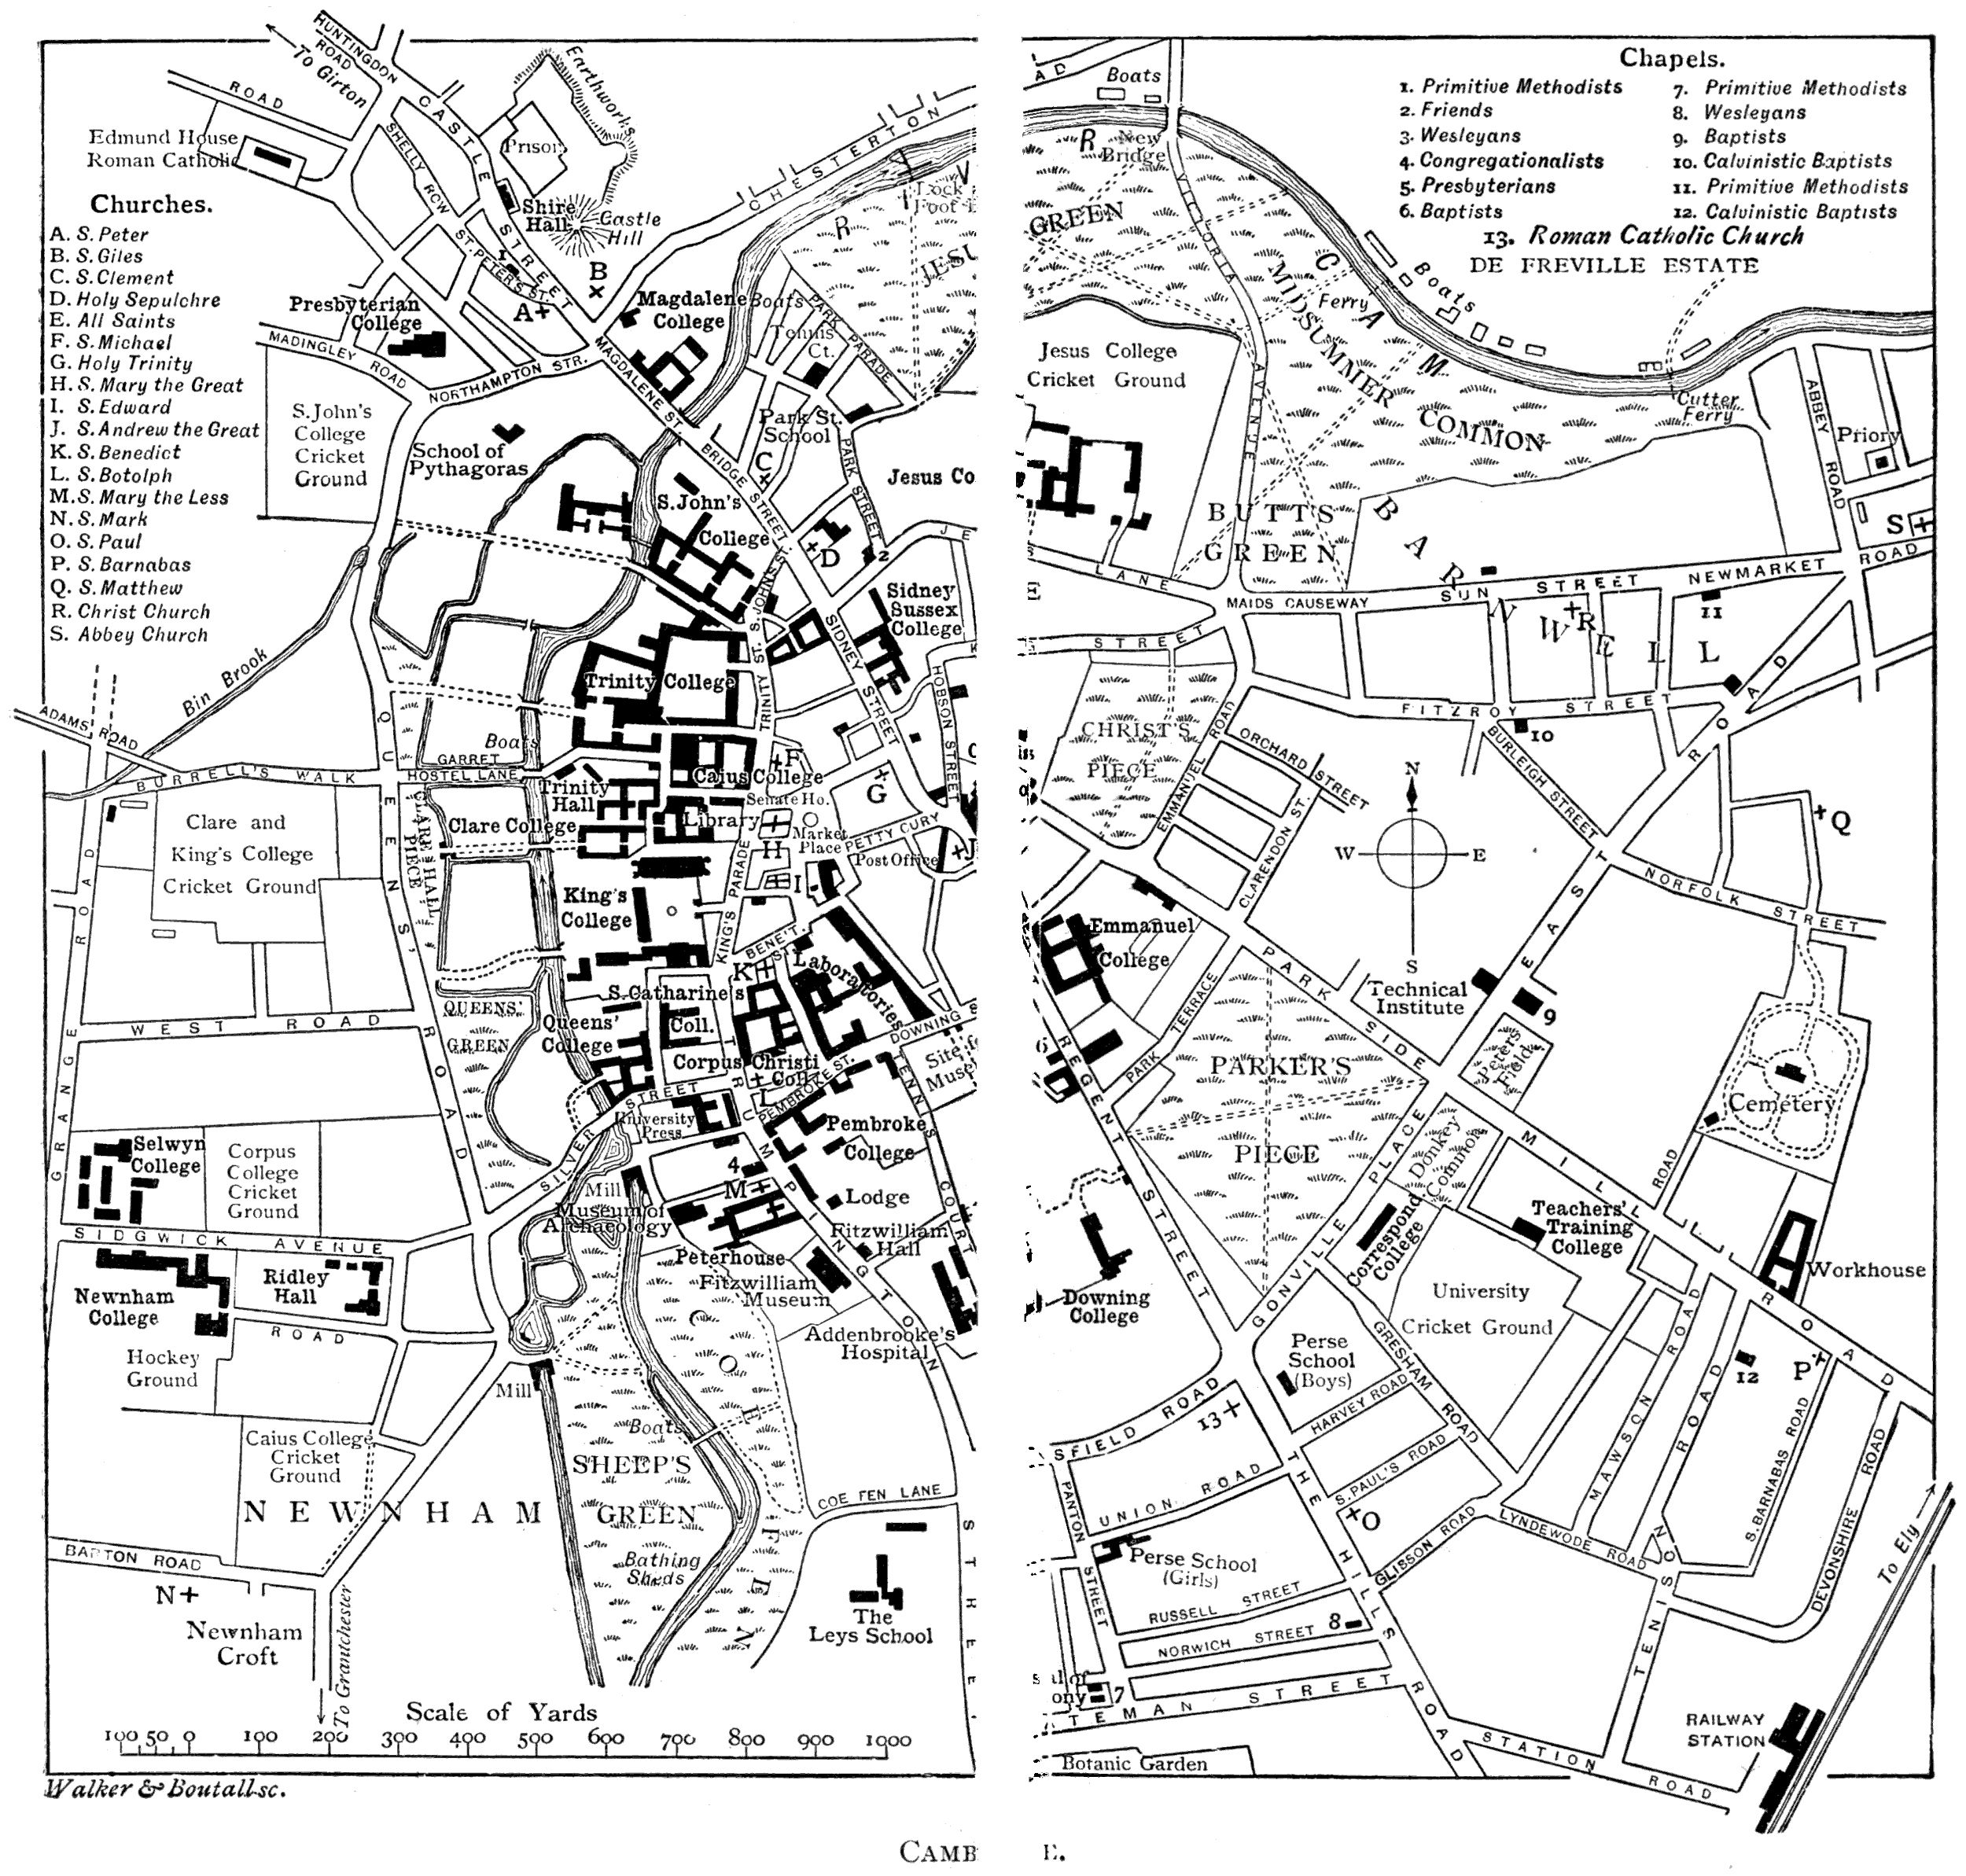 HUNTINGDON
ROAD
To Girton
ROAD
CASTLE
STREET
Earthworks
Prison
Edmund House
Roman Catholic
SHELLY ROW
Shire
Hall
Castle
Hill
CHESTERTON
Lock
Foot
Churches.
A. S. Peter
B. S. Giles
C. S. Clement
D. Holy Sepulchre
E. All Saints
F. S. Michael
G. Holy Trinity
H. S. Mary the Great
I. S. Edward
J. S. Andrew the Great
K. S. Benedict
L. S. Botolph
M. S. Mary the Less
N. S. Mark
O. S. Paul
P. S. Barnabas
Q. S. Matthew
R. Christ Church
S. Abbey Church
ST. PETER'S ST.
1
A
B
Presbyterian
College
Magdalene
College
Boats
PARK PARADE
Tennis
Ct.
JESU
R
MADINGLEY ROAD
NORTHAMPTON STR.
MAGDALENE ST.
S. John's
College
Cricket
Ground
School of
Pythagoras
Park St.
School
C
BRIDGE STREET
PARK STREET
Jesus Co
S. John's
College
D
2
JE
S. JOHN'S ST.
Sidney
Sussex
College
SIDNEY STREET
HOBSON STREET
Bin Brook
ADAMS ROAD
BURRELL'S WALK
Trinity College
TRINITY ST.
Boats
GARRET
HOSTEL LANE
QUEENS' ROAD
CLARE HALL
PIECE
Trinity
Hall
Caius College
F
G
Senate Ho.
Library
Market
Place
PETTY CURY
Clare College
H
Post Office
J
Clare and
King's College
Cricket Ground
King's
College
KING'S PARADE
I
BENE'T
ST.
K
Laboratories
S. Catharine's
Coll.
QUEENS'
GREEN
Queens'
College
WEST ROAD
GRANGE ROAD
Corpus Christi
Coll.
DOWNING
Site f
Muse
L
PEMBROKE ST.
SILVER STREET
University
Press
Pembroke
College
TENNIS COURT
TRUMPINGTON STREET
Selwyn
College
Corpus
College
Cricket
Ground
4
M
Mill
Lodge
Museum of
Archaeology
Fitzwilliam
Hall
SIDGWICK AVENUE
Peterhouse
Ridley
Hall
Newnham
College
Fitzwilliam
Museum
ROAD
Addenbrooke's
Hospital
Hockey
Ground
Mill
COE FEN
Boats
Caius College
Cricket
Ground
SHEEP'S
GREEN
NEWNHAM
COE FEN LANE
Bathing
Sheds
BARTON ROAD
N
Newnham
Croft
The
Leys School
To Grantchester
Scale of Yards
100 50 0 100 200 300 400 500 600 700 800 900 1000
Walker & Boutall sc.
CAMB
E.
AD
Boats
Chapels.
1. Primitive Methodists
2. Friends
3. Wesleyans
4. Congregationalists
5. Presbyterians
6. Baptists
7. Primitive Methodists
8. Wesleyans
9. Baptists
10. Calvinistic Baptists
11. Primitive Methodists
12. Calvinistic Baptists
13. Roman Catholic Church
DE FREVILLE ESTATE
R
New
Bridge
GREEN
VICTORIA AVENUE
CAM
Ferry
Boats
MIDSUMMER
COMMON
Cutter
Ferry
Jesus College
Cricket Ground
ABBEY ROAD
Priory
S
BUTTS
GREEN
BARNWELL
LANE
MAIDS CAUSEWAY
SUN STREET
NEWMARKET ROAD
R
11
STREET
CHRIST'S
PIECE
EMMANUEL ROAD
FITZROY STREET
10
ORCHARD STREET
CLARENDON ST.
BURLEIGH STREET
EAST ROAD
N
W
E
S
Q
NORFOLK STREET
Emmanuel
College
PARK TERRACE
PARK SIDE
Technical
Institute
9
Peters
Field
6
PARKER'S
PIECE
REGENT STREET
Cemetery
GONVILLE PLACE
Donkey
Common
MILL ROAD
ROAD
Teachers'
Training
College
Correspond.
College
Workhouse
Downing
College
University
Cricket Ground
Perse
School
(Boys)
GRESHAM ROAD
HARVEY ROAD
SFIELD ROAD
13
MAWSON ROAD
ROAD
12
P
S. BARNABAS ROAD
DEVONSHIRE ROAD
PANTON STREET
UNION ROAD
THE HILLS ROAD
S. PAUL'S ROAD
O
GLISSON ROAD
LYNDEWODE ROAD
TENISON
Perse School
(Girls)
RUSSELL STREET
NORWICH STREET
8
7
TEMAN STREET
Botanic Garden
STATION ROAD
RAILWAY
STATION
To Ely